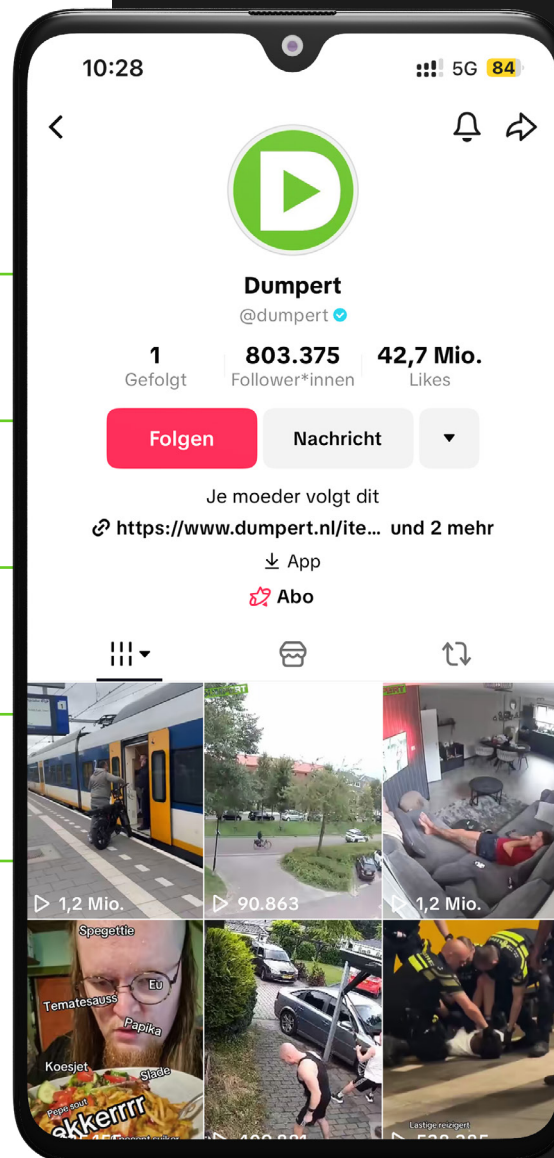 10:28
5G 84
Dumpert
@dumpert
1 803.375 42,7 Mio.
Gefolgt Follower*innen Likes
Folgen Nachricht
Je moeder volgt dit
https://www.dumpert.nl/ite... und 2 mehr
App
Abo
1,2 Mio. 90.863 1,2 Mio.
Spegettie
Eu
Tematesauss
Papika
Koesjet
Slade
Pepe sout
ekkerrrr
Lastige reizigert